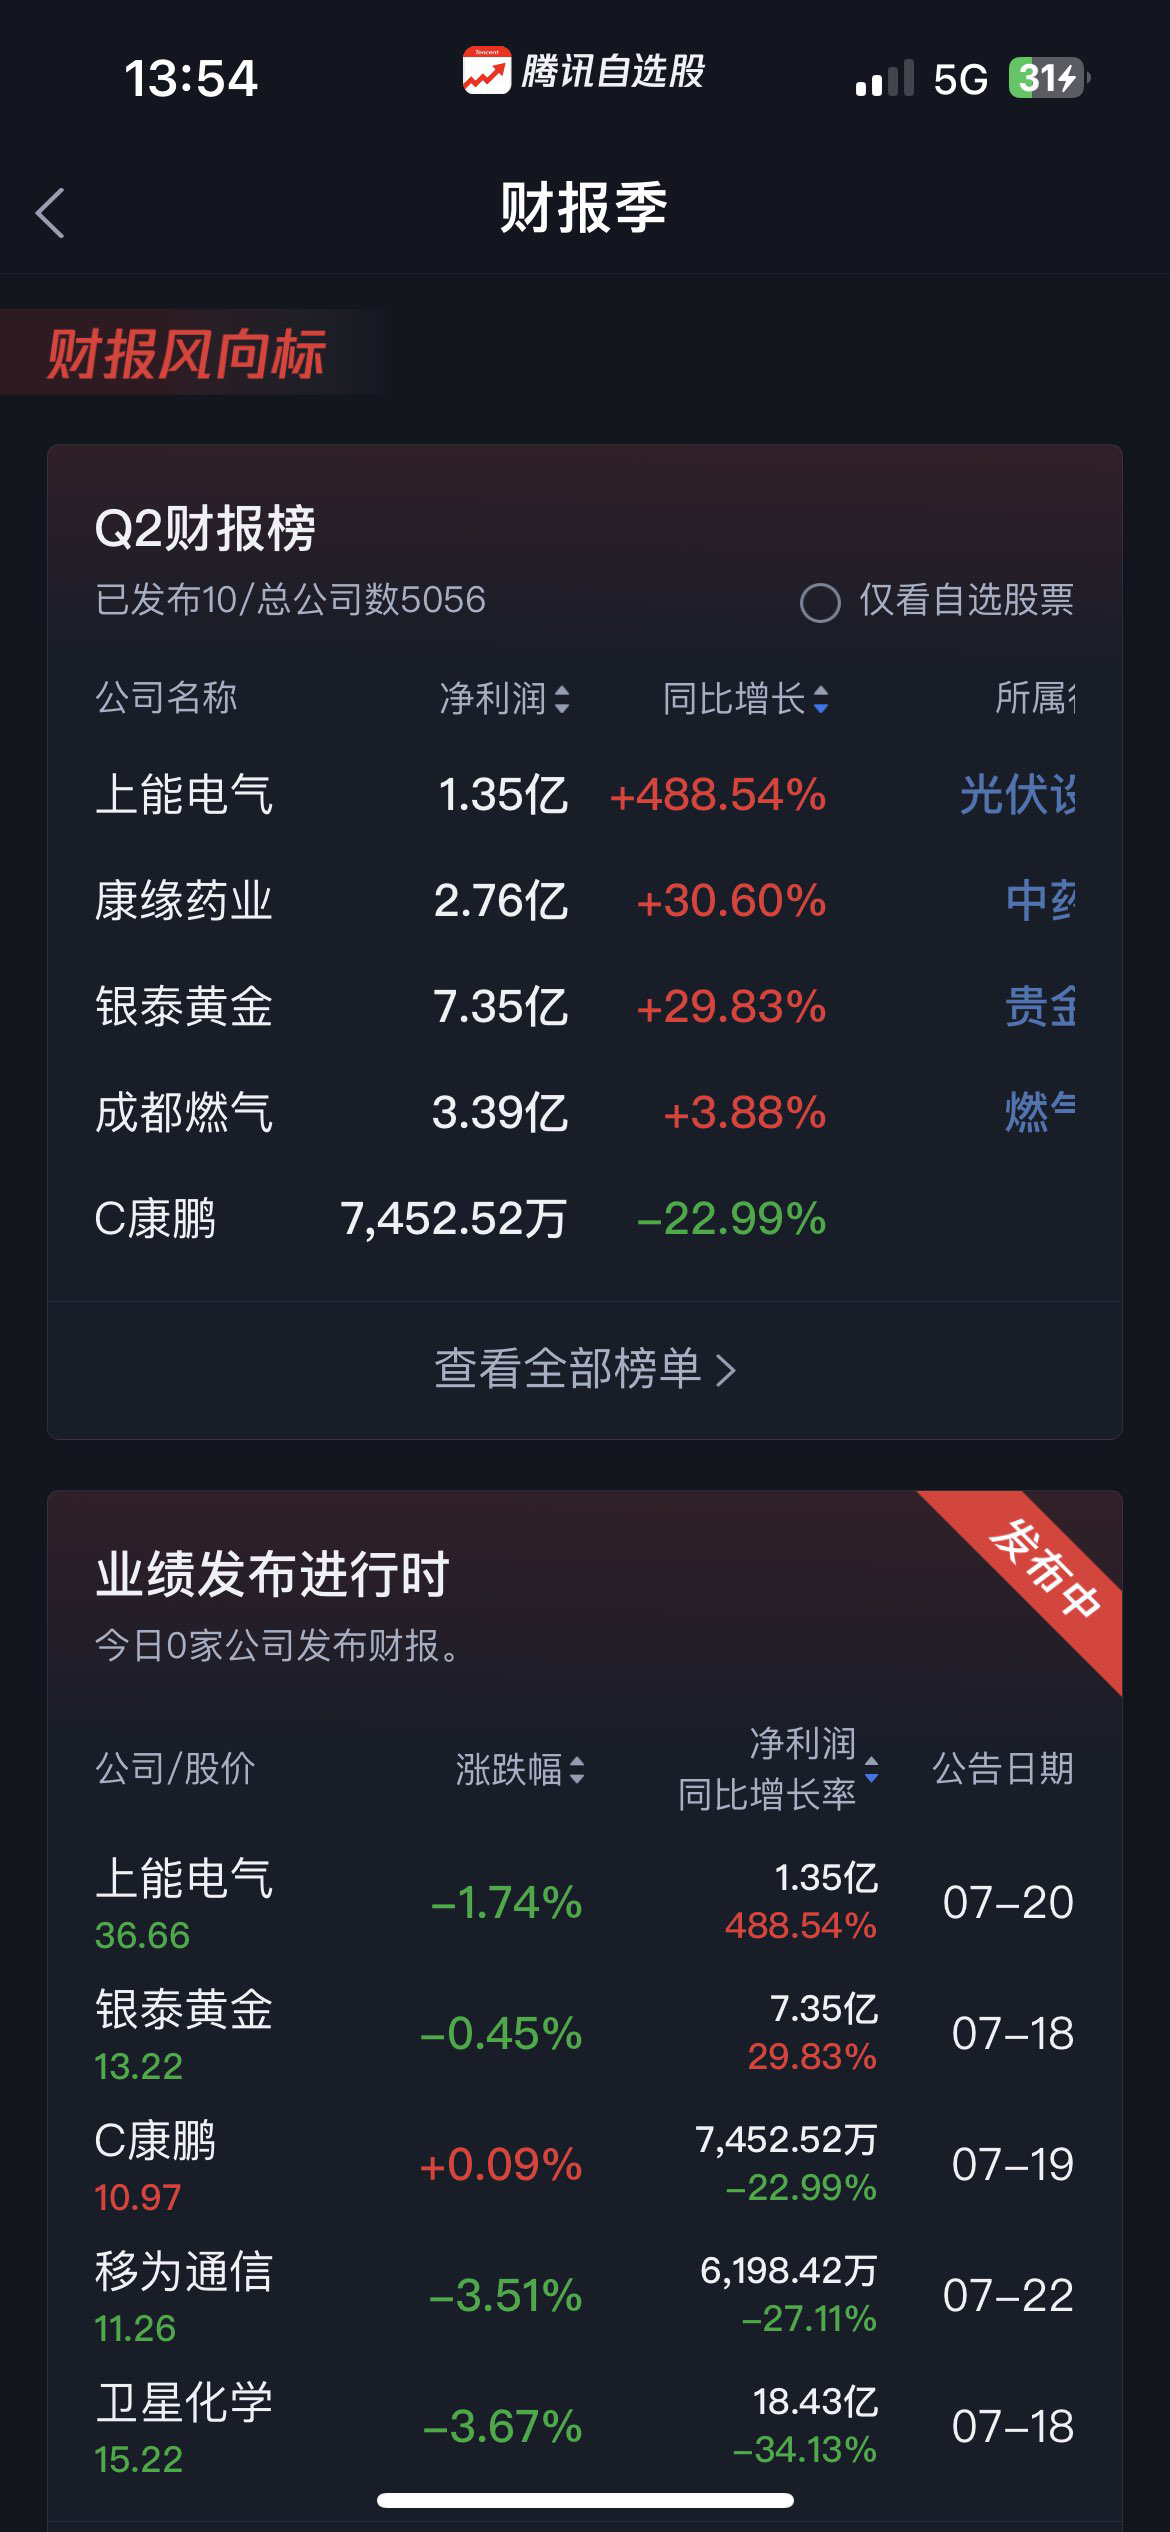 13:54
Tencent
腾讯自选股
5G
31
财报季
财报风向标
Q2财报榜
已发布10/总公司数5056
仅看自选股票
公司名称 净利润 同比增长 所属
上能电气 1.35亿 +488.54% 光伏设
康缘药业 2.76亿 +30.60% 中药
银泰黄金 7.35亿 +29.83% 贵金
成都燃气 3.39亿 +3.88% 燃气
C康鹏 7,452.52万 -22.99%
查看全部榜单
发布中
业绩发布进行时
今日0家公司发布财报。
公司/股价 涨跌幅 净利润 公告日期
同比增长率
上能电气 -1.74% 1.35亿 07-20
36.66 488.54%
银泰黄金 -0.45% 7.35亿 07-18
13.22 29.83%
C康鹏 +0.09% 7,452.52万 07-19
10.97 -22.99%
移为通信 -3.51% 6,198.42万 07-22
11.26 -27.11%
卫星化学 -3.67% 18.43亿 07-18
15.22 -34.13%